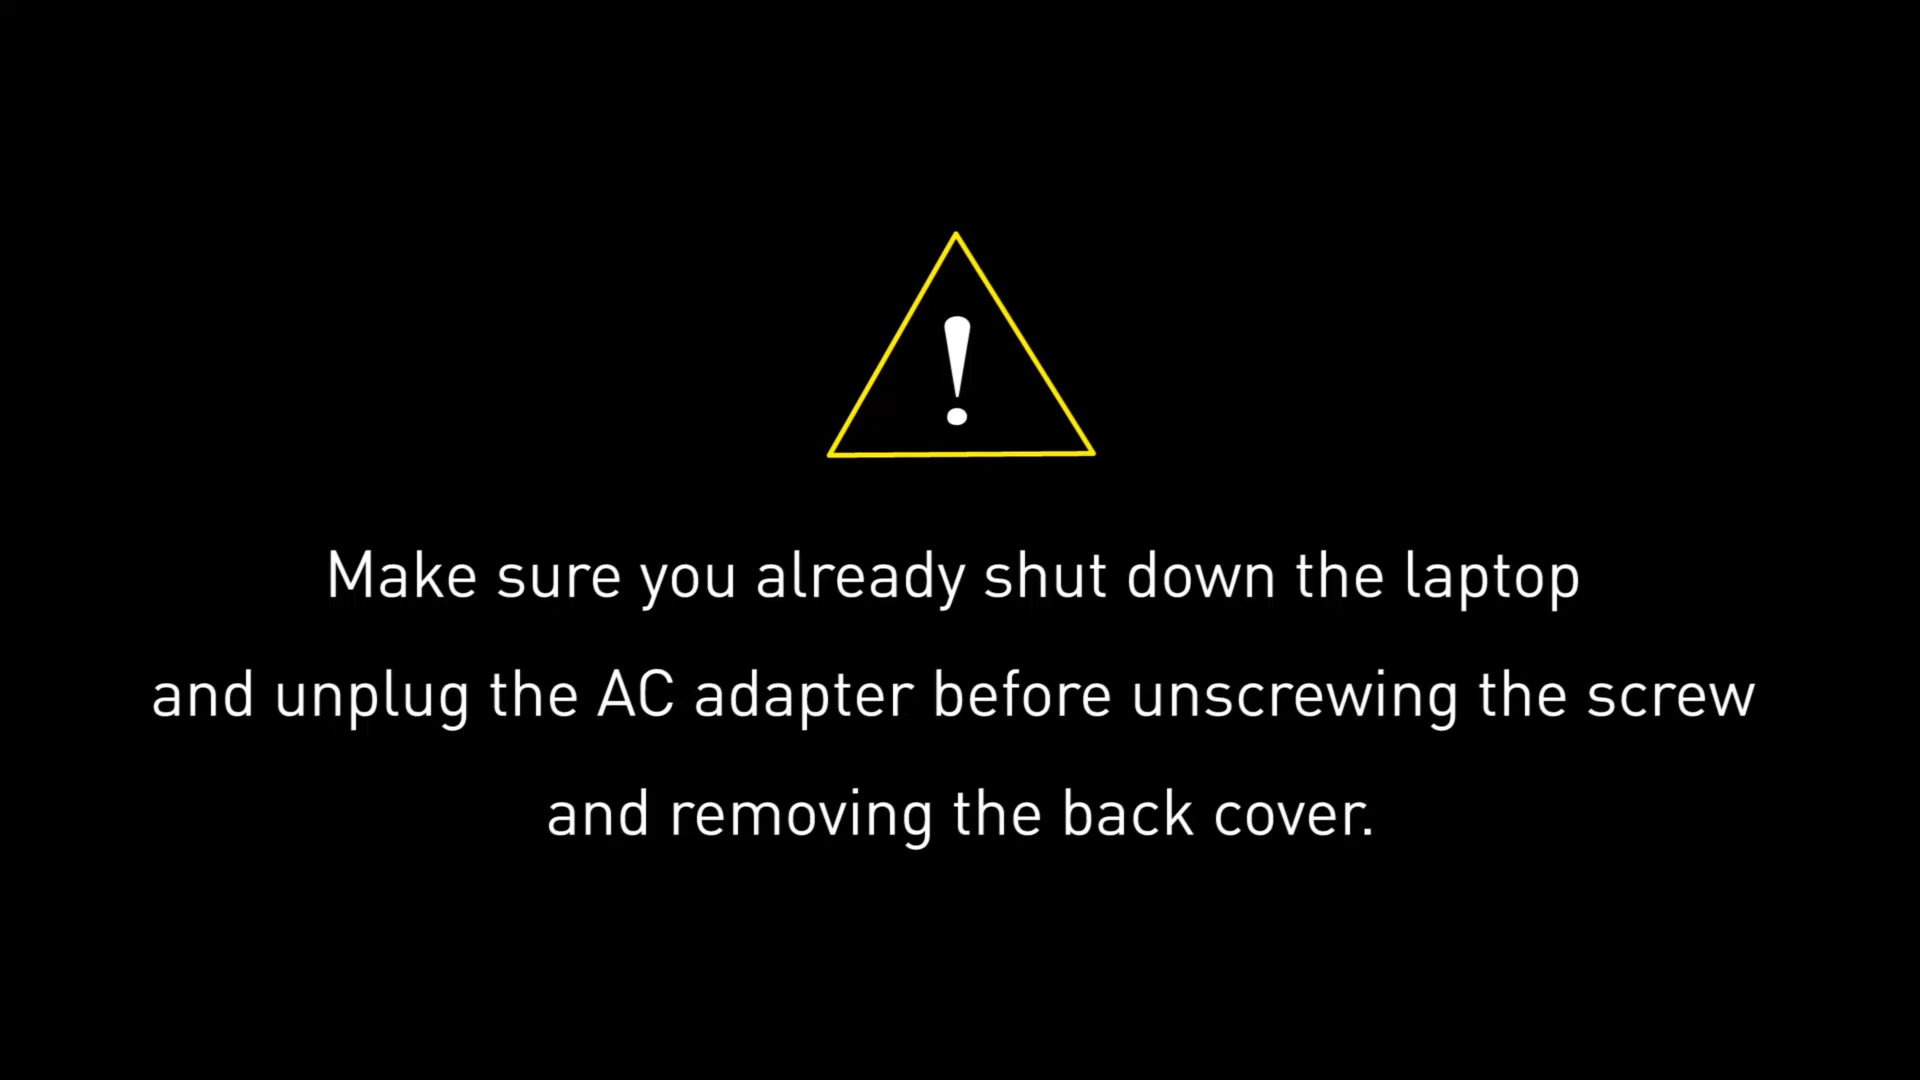 !
Make sure you already shut down the laptop
and unplug the AC adapter before unscrewing the screw
and removing the back cover.